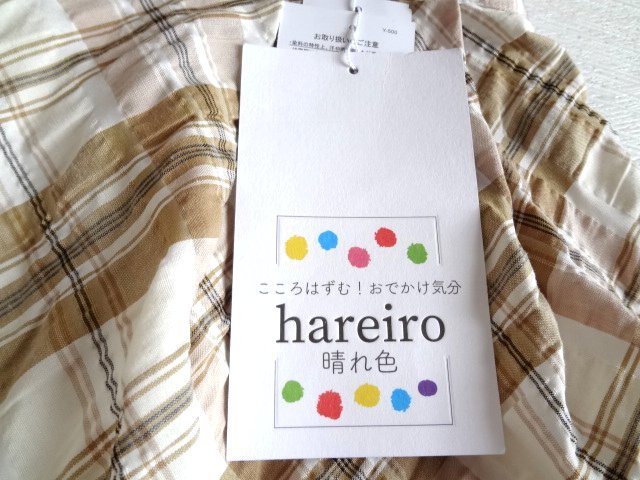 Y-500
お取り扱い
ご注意
こころはずむ！おでかけ気分
hareiro
晴れ色